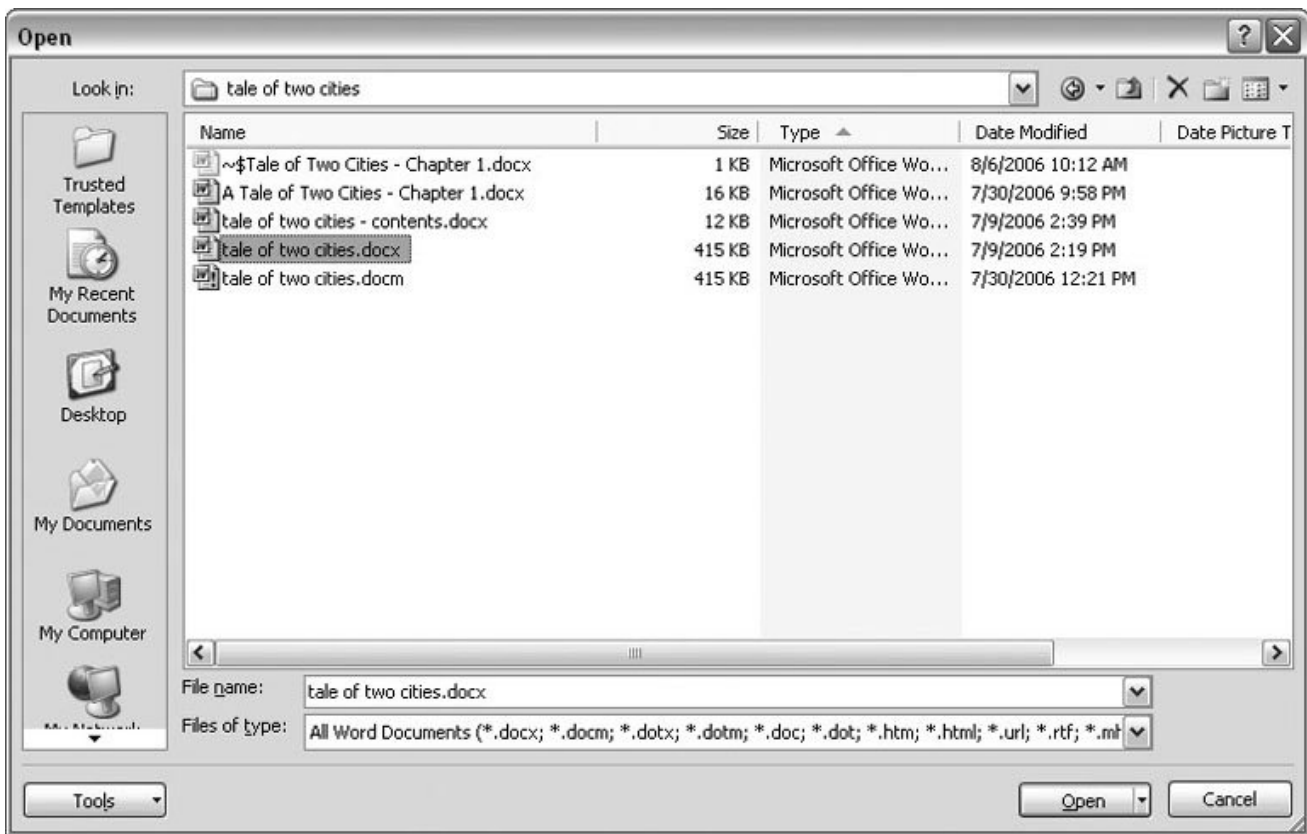 Open
Look in:
tale of two cities
Trusted
Templates
My Recent
Documents
Desktop
My Documents
My Computer
Name Size Type Date Modified Date Picture T
~$Tale of Two Cities - Chapter 1.docx 1 KB Microsoft Office Wo... 8/6/2006 10:12 AM
A Tale of Two Cities - Chapter 1.docx 16 KB Microsoft Office Wo... 7/30/2006 9:58 PM
tale of two cities - contents.docx 12 KB Microsoft Office Wo... 7/9/2006 2:39 PM
tale of two cities.docx 415 KB Microsoft Office Wo... 7/9/2006 2:19 PM
tale of two cities.docm 415 KB Microsoft Office Wo... 7/30/2006 12:21 PM
File name: tale of two cities.docx
Files of type: All Word Documents (*.docx; *.docm; *.dotx; *.dotm; *.doc; *.dot; *.htm; *.html; *.url; *.rtf; *.mh
Tools Open Cancel